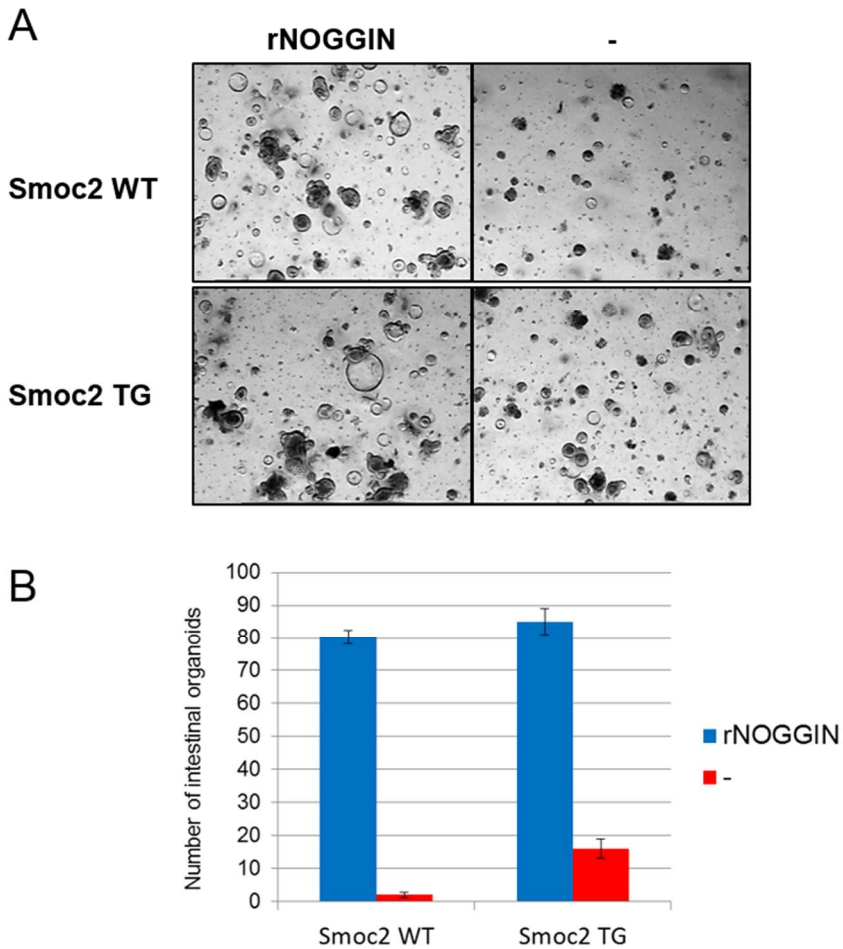 A
rNOGGIN -
Smoc2 WT
Smoc2 TG
B
Number of intestinal organoids
100
90
80
70
60
50
40
30
20
10
0
Smoc2 WT Smoc2 TG
rNOGGIN
-